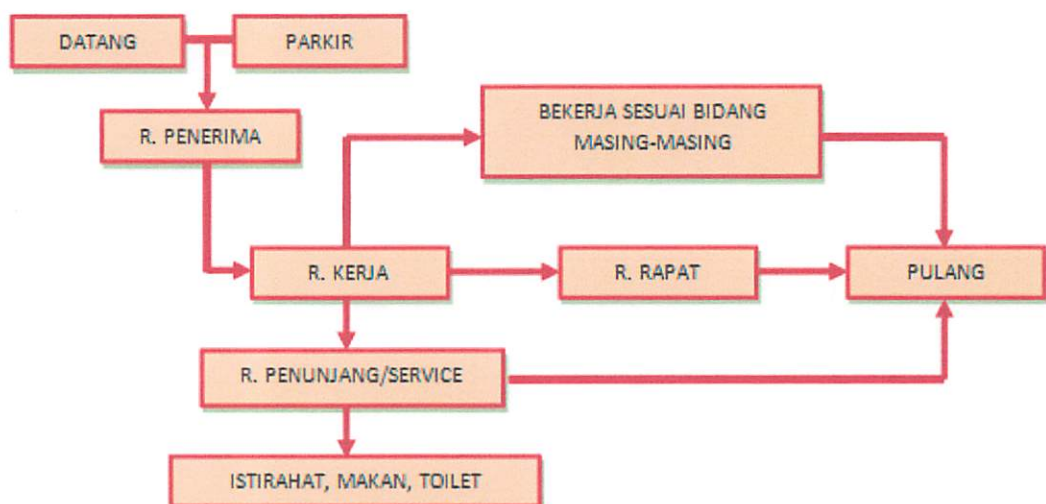 DATANG
PARKIR
R. PENERIMA
BEKERJA SESUAI BIDANG
MASING-MASING
R. KERJA
R. RAPAT
PULANG
R. PENUNJANG/SERVICE
ISTIRAHAT, MAKAN, TOILET